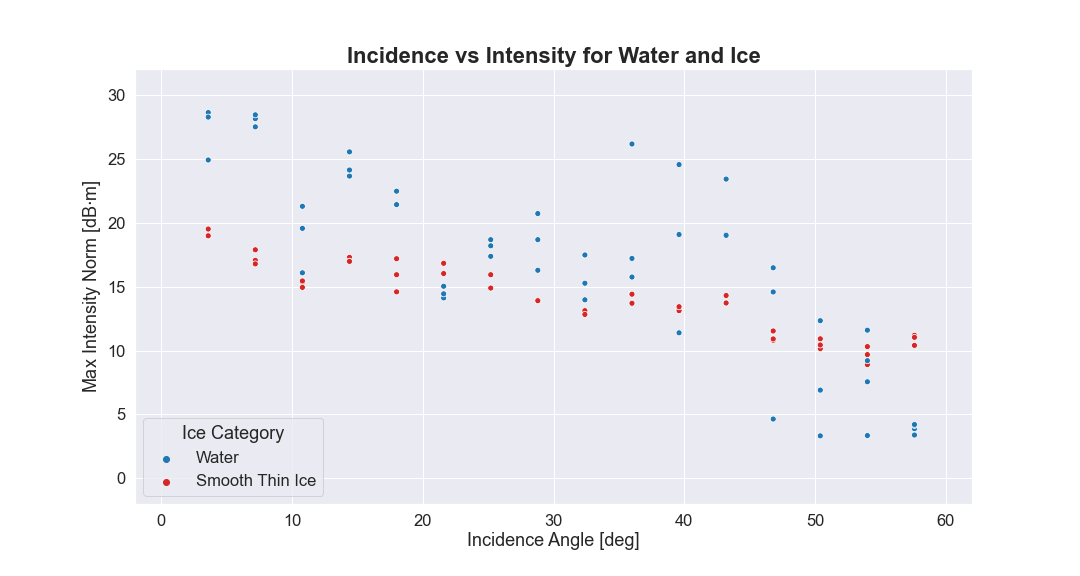 Incidence vs Intensity for Water and Ice
30
25
20
15
10
5
0
Max Intensity Norm [dB·m]
Ice Category
Water
Smooth Thin Ice
0 10 20 30 40 50 60
Incidence Angle [deg]